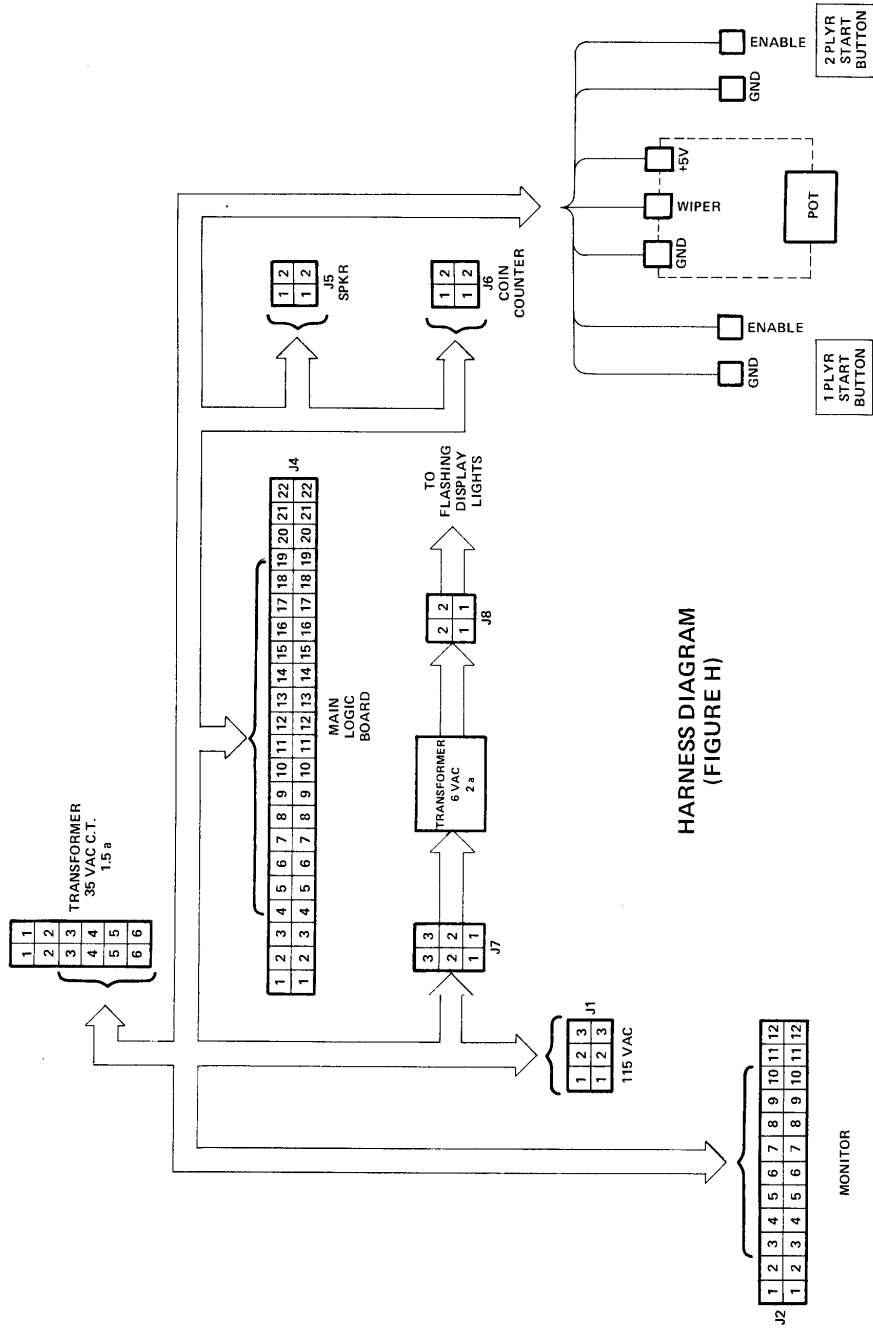 1 1
2 2
3 3
4 4
5 5
6 6
TRANSFORMER
35 VAC C.T.
1.5 a
1 2 3 4 5 6 7 8 9 10 11 12 13 14 15 16 17 18 19 20 21 22
1 2 3 4 5 6 7 8 9 10 11 12 13 14 15 16 17 18 19 20 21 22
J4
MAIN
LOGIC
BOARD
1 2
1 2
J5
SPKR
3 3
2 2
1 1
J7
TRANSFORMER
6 VAC
2 a
2 2
1 1
J8
TO
FLASHING
DISPLAY
LIGHTS
1 2
1 2
J6
COIN
COUNTER
1 2 3
1 2 3
J1
115 VAC
1 2 3 4 5 6 7 8 9 10 11 12
1 2 3 4 5 6 7 8 9 10 11 12
J2
MONITOR
HARNESS DIAGRAM
(FIGURE H)
GND
WIPER
+5V
POT
GND
ENABLE
1 PLYR
START
BUTTON
GND
ENABLE
2 PLYR
START
BUTTON